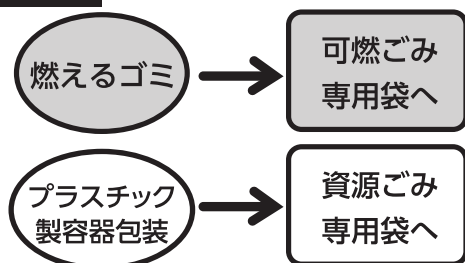 燃えるゴミ
可燃ごみ
専用袋へ
プラスチック
製容器包装
資源ごみ
専用袋へ